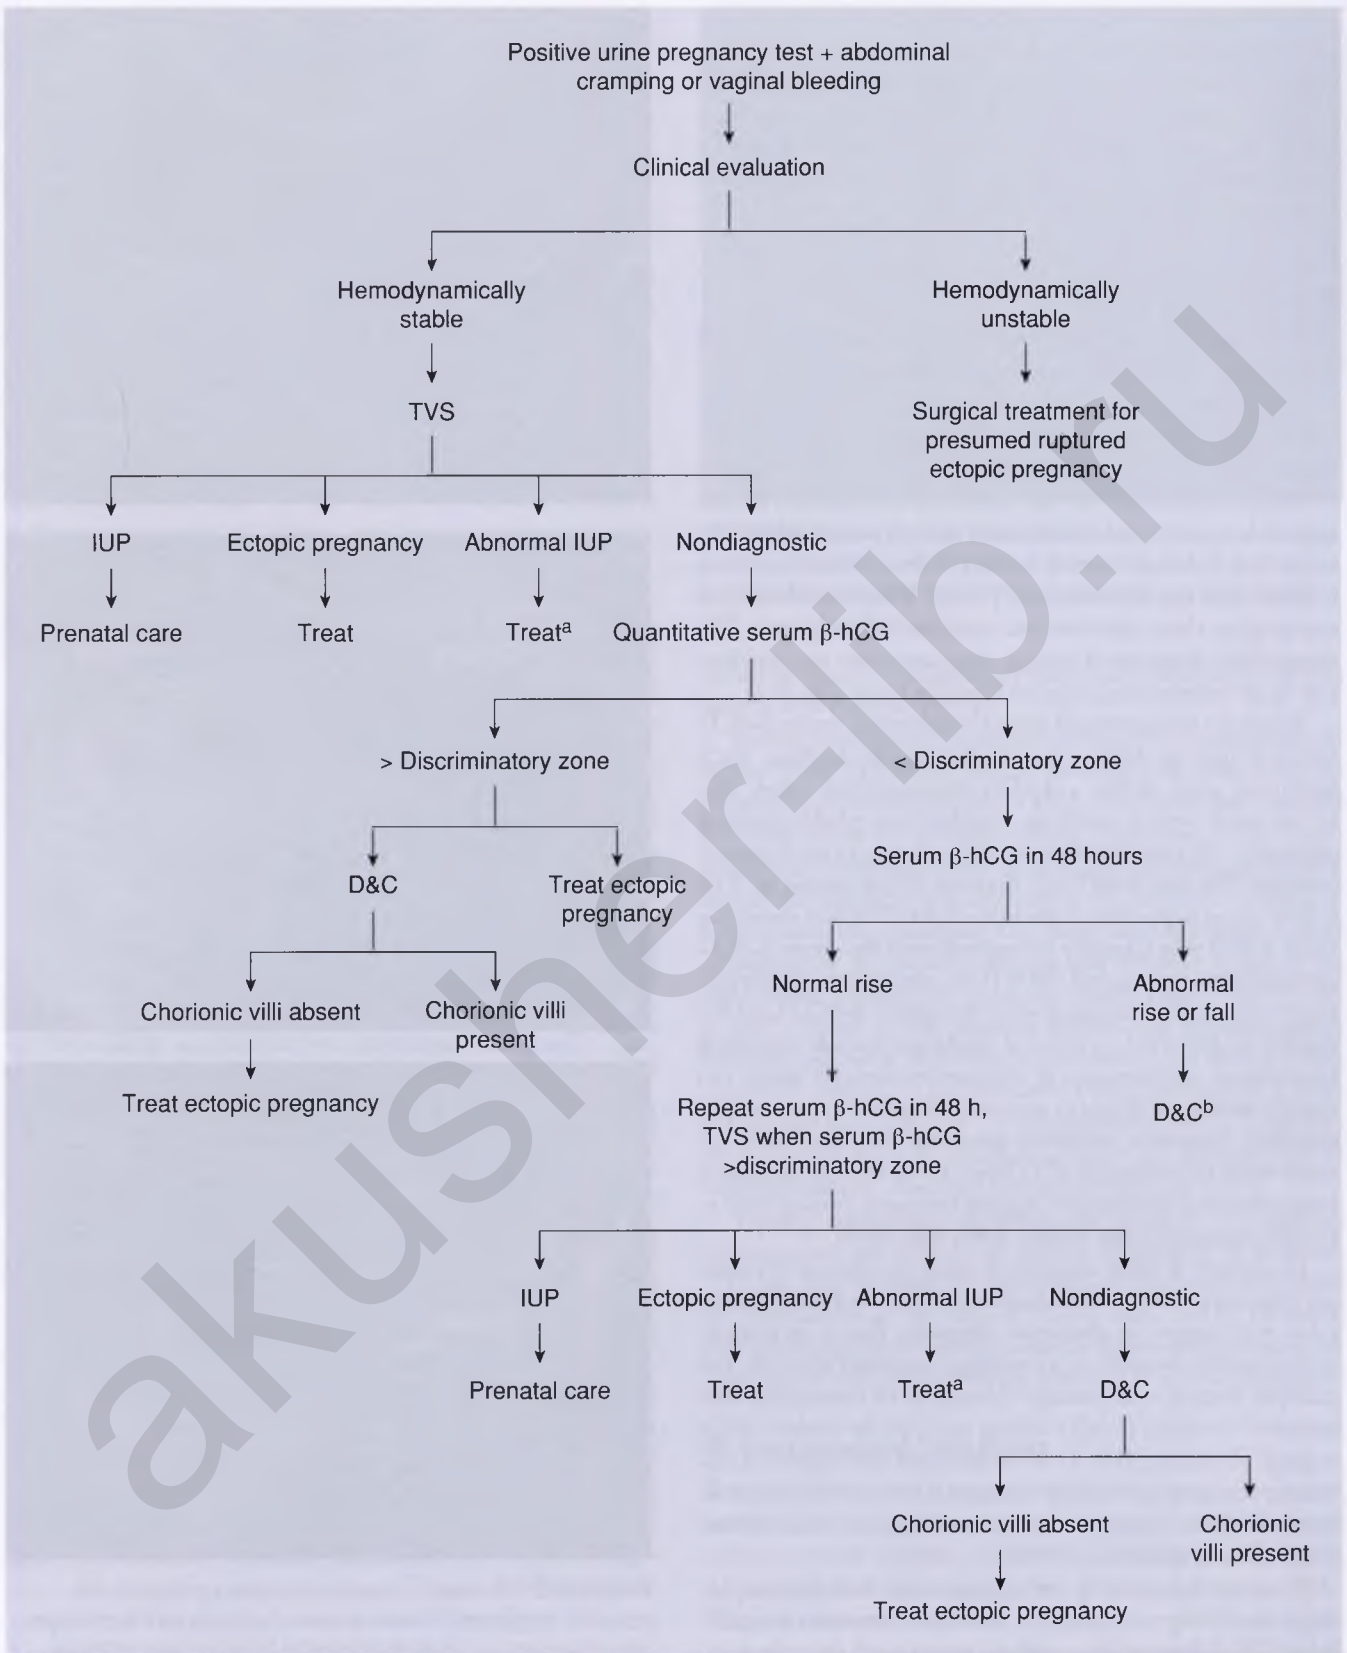 Positive urine pregnancy test + abdominal
cramping or vaginal bleeding
Clinical evaluation
Hemodynamically
stable
Hemodynamically
unstable
TVS
Surgical treatment for
presumed ruptured
ectopic pregnancy
IUP
Ectopic pregnancy
Abnormal IUP
Nondiagnostic
Prenatal care
Treat
Treatᵃ
Quantitative serum β-hCG
> Discriminatory zone
< Discriminatory zone
D&C
Treat ectopic
pregnancy
Serum β-hCG in 48 hours
Chorionic villi absent
Chorionic villi
present
Treat ectopic pregnancy
Normal rise
Abnormal
rise or fall
Repeat serum β-hCG in 48 h,
TVS when serum β-hCG
>discriminatory zone
D&Cᵇ
IUP
Ectopic pregnancy
Abnormal IUP
Nondiagnostic
Prenatal care
Treat
Treatᵃ
D&C
Chorionic villi absent
Chorionic
villi present
Treat ectopic pregnancy
akusher-lib.ru